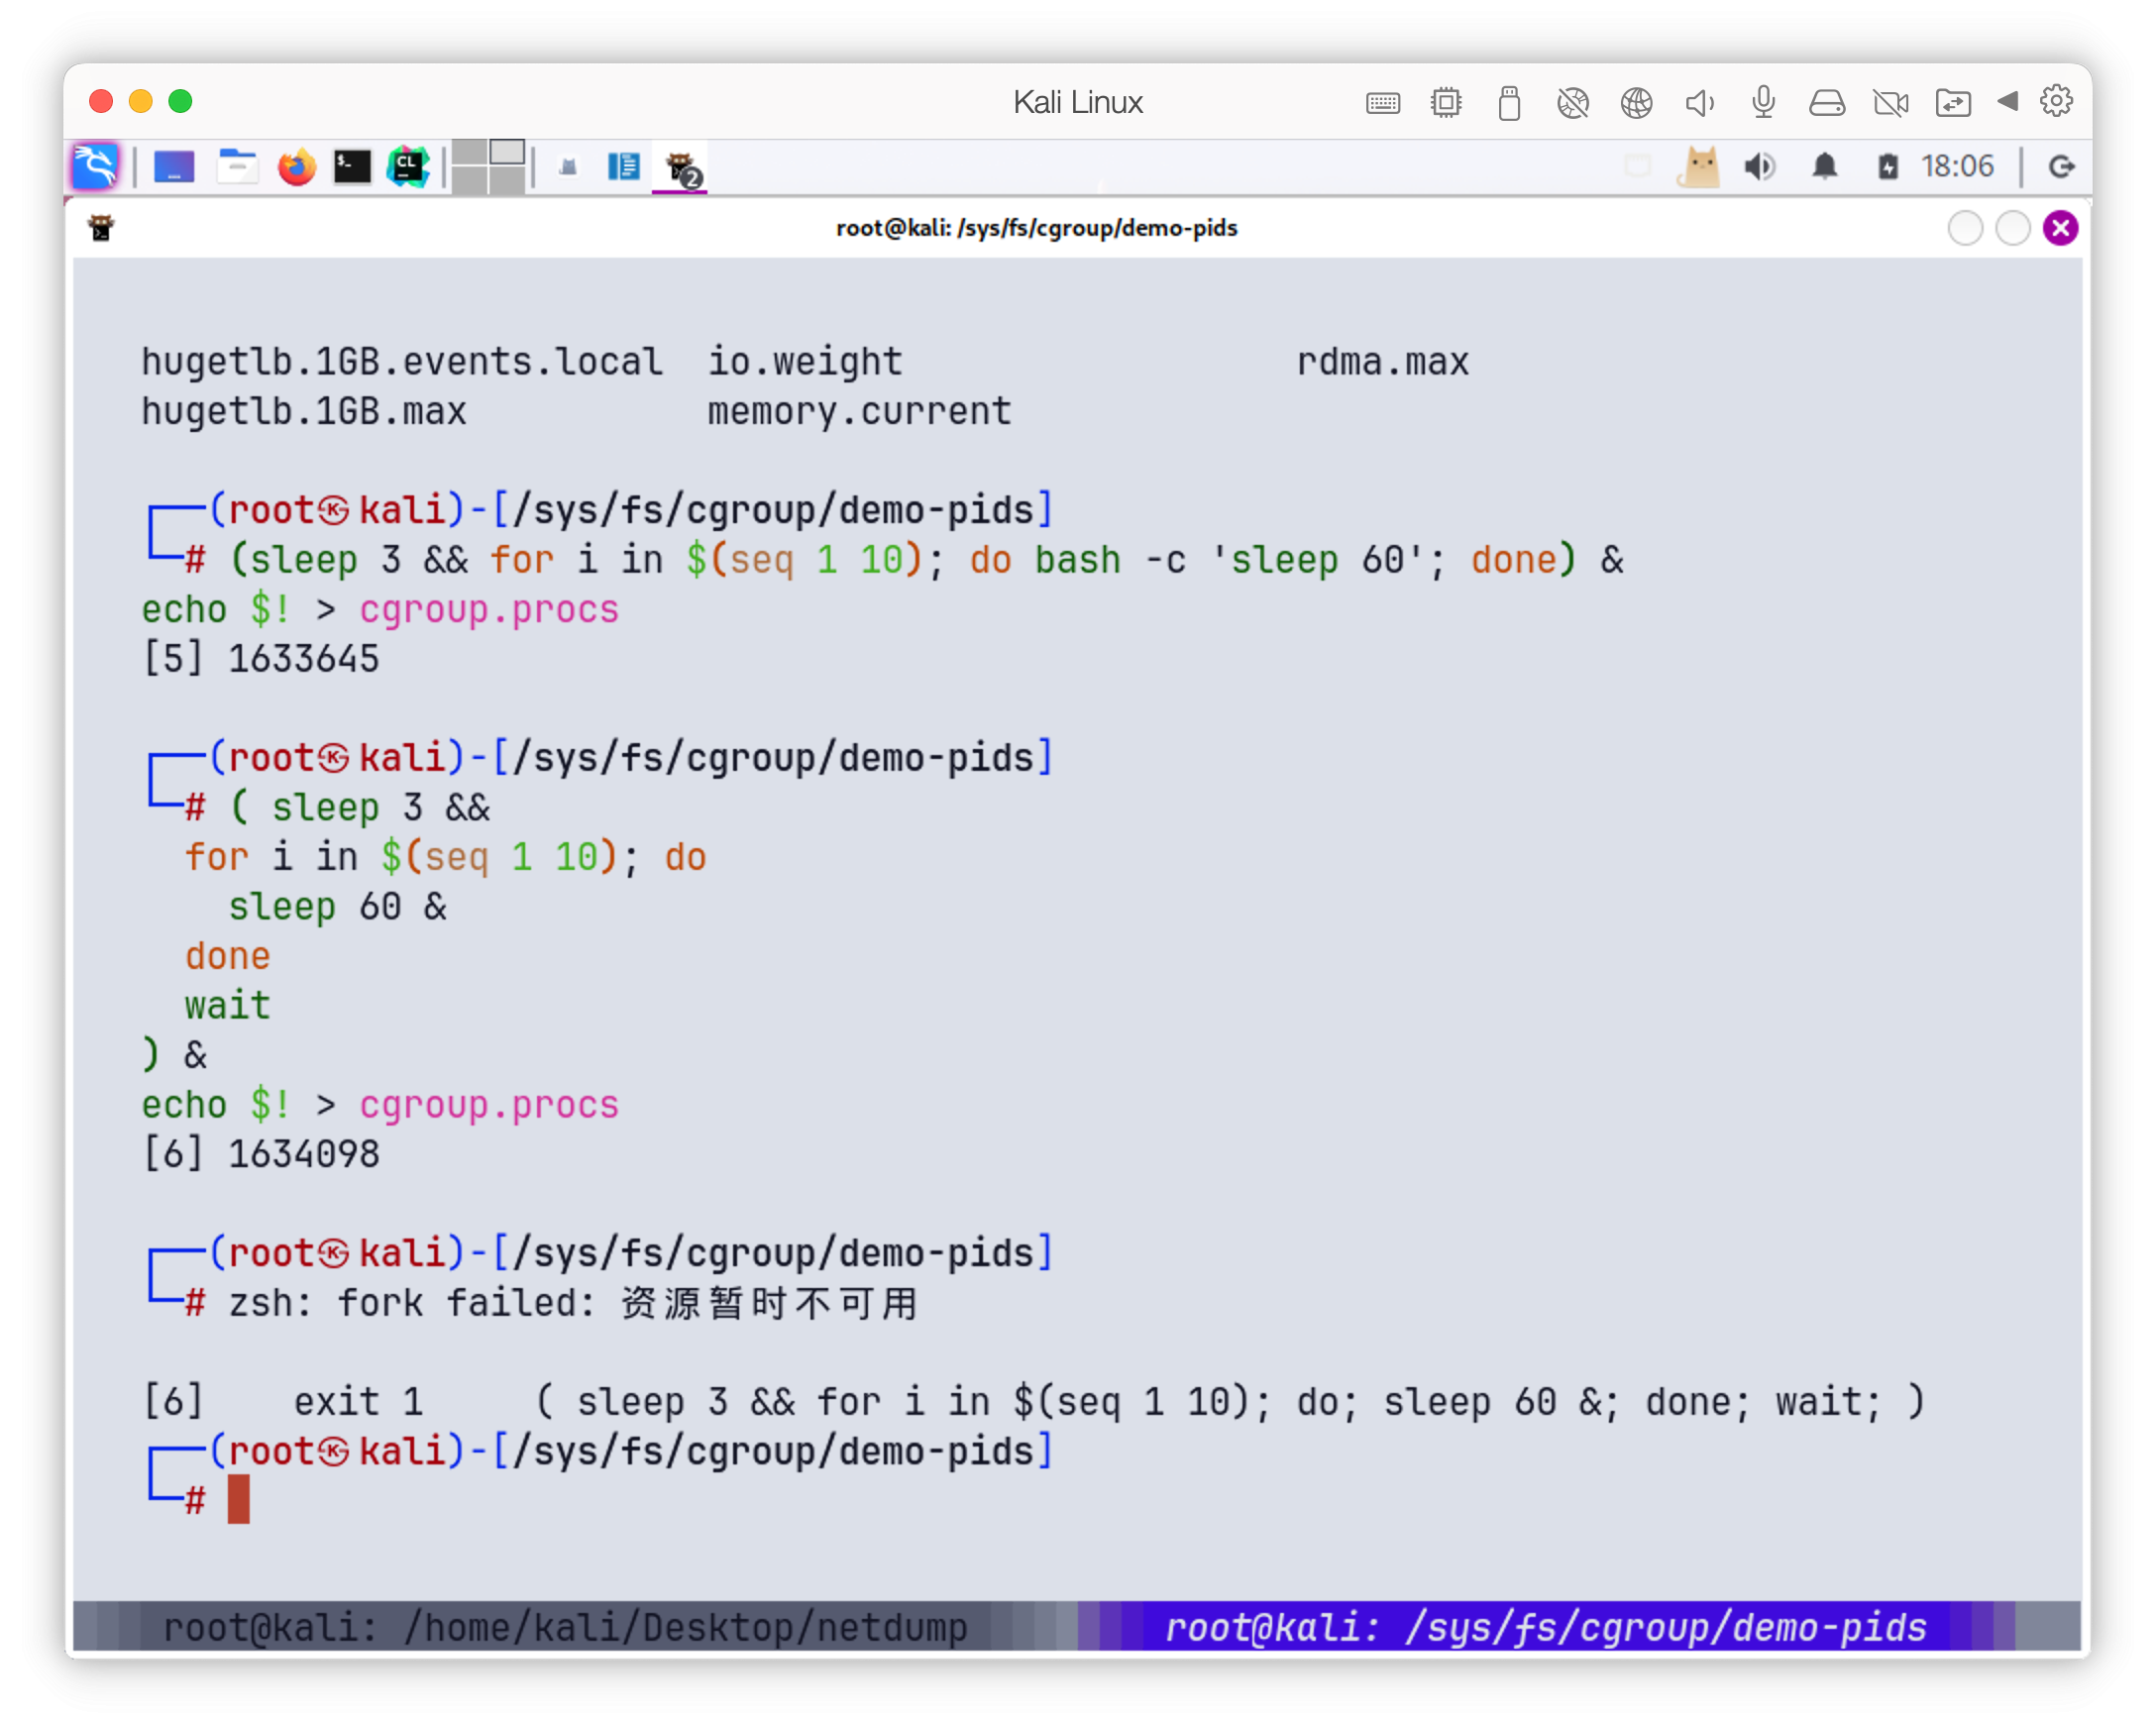 Kali Linux
CL
2
18:06
root@kali: /sys/fs/cgroup/demo-pids
hugetlb.1GB.events.local  io.weight                  rdma.max
hugetlb.1GB.max           memory.current
┌──(root㉿kali)-[/sys/fs/cgroup/demo-pids]
└─# (sleep 3 && for i in $(seq 1 10); do bash -c 'sleep 60'; done) &
echo $! > cgroup.procs
[5] 1633645
┌──(root㉿kali)-[/sys/fs/cgroup/demo-pids]
└─# ( sleep 3 &&
  for i in $(seq 1 10); do
    sleep 60 &
  done
  wait
) &
echo $! > cgroup.procs
[6] 1634098
┌──(root㉿kali)-[/sys/fs/cgroup/demo-pids]
└─# zsh: fork failed: 资源暂时不可用
[6]    exit 1     ( sleep 3 && for i in $(seq 1 10); do; sleep 60 &; done; wait; )
┌──(root㉿kali)-[/sys/fs/cgroup/demo-pids]
└─#
root@kali: /home/kali/Desktop/netdump
root@kali: /sys/fs/cgroup/demo-pids